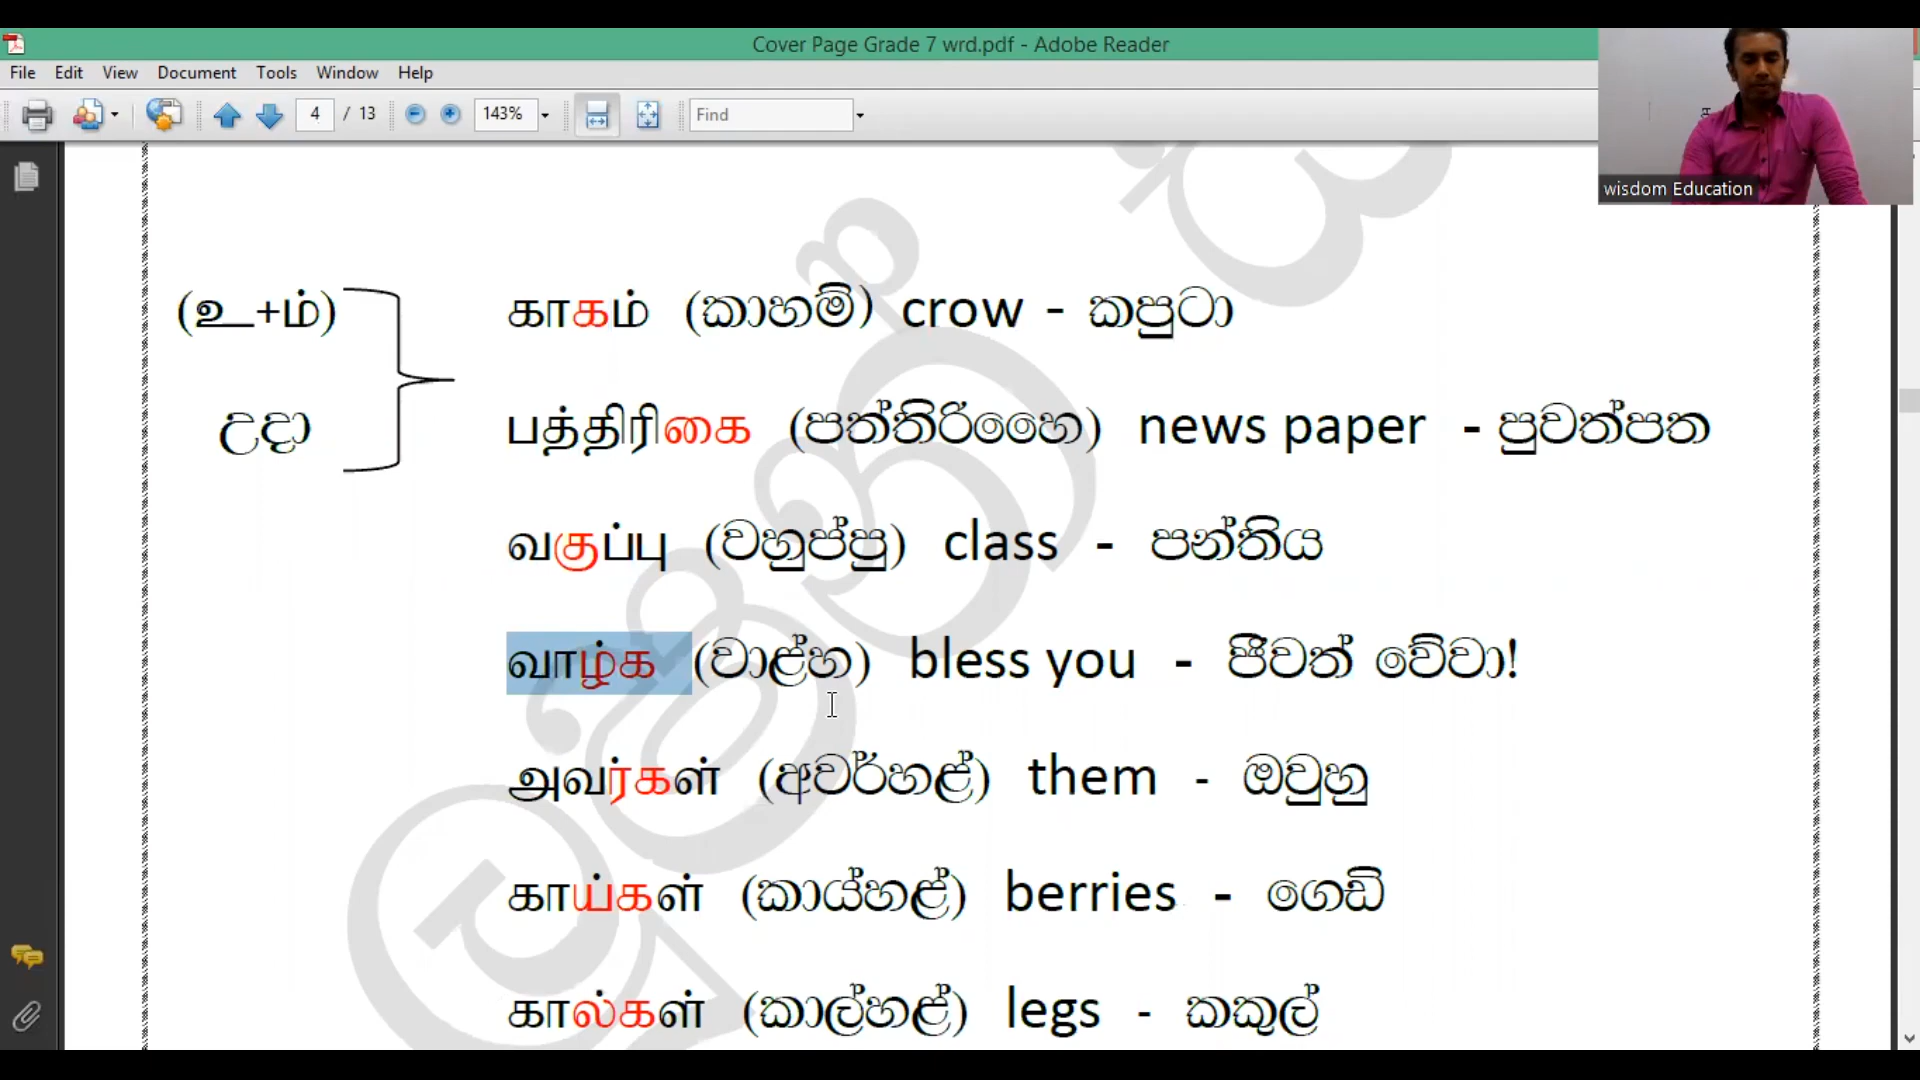 Cover Page Grade 7 wrd.pdf - Adobe Reader
File Edit View Document Tools Window Help
4 / 13 143% Find
wisdom Education
(உ+ம்)
උදා
காகம் (කාහම්) crow - කපුටා
பத்திரிகை (පත්තිරිහෛ) news paper - පුවත්පත
வகுப்பு (වහුප්පු) class - පන්තිය
வாழ்க (වාළ්හ) bless you - ජීවත් වේවා!
அவர்கள் (අවර්හළ්) them - ඔවුහු
காய்கள் (කාය්හළ්) berries - ගෙඩි
கால்கள் (කාල්හළ්) legs - කකුල්